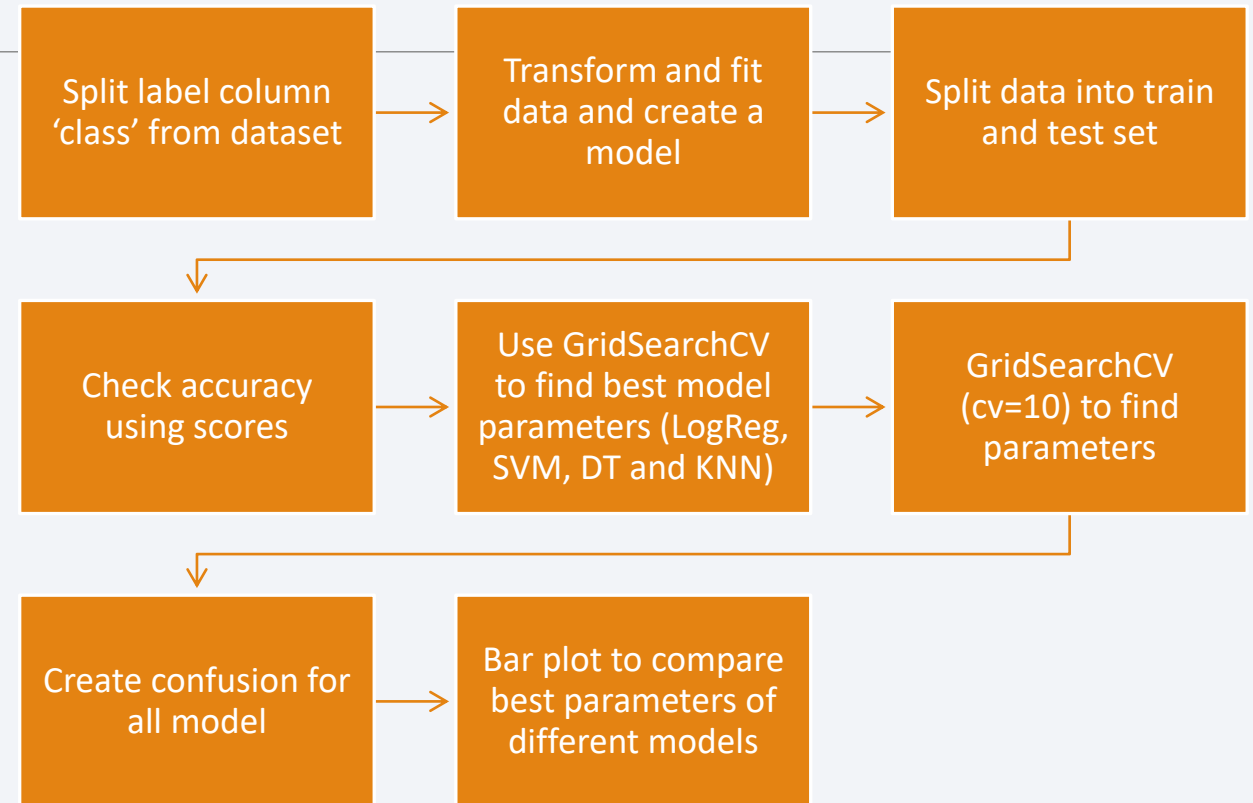 Split label column
‘class’ from dataset
Transform and fit
data and create a
model
Split data into train
and test set
Check accuracy
using scores
Use GridSearchCV
to find best model
parameters (LogReg,
SVM, DT and KNN)
GridSearchCV
(cv=10) to find
parameters
Create confusion for
all model
Bar plot to compare
best parameters of
different models